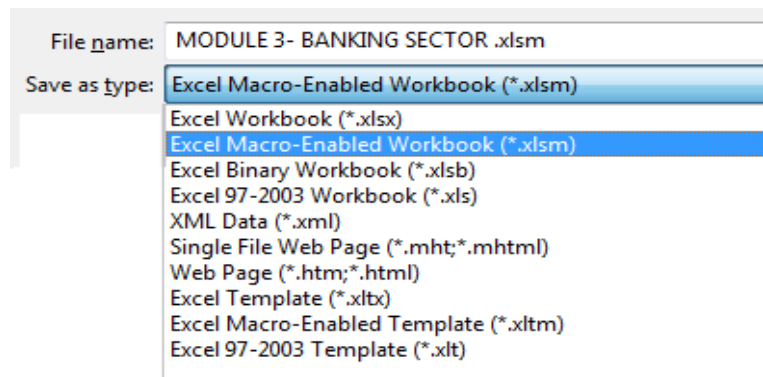 File name: MODULE 3- BANKING SECTOR .xlsm
Save as type: Excel Macro-Enabled Workbook (*.xlsm)
Excel Workbook (*.xlsx)
Excel Macro-Enabled Workbook (*.xlsm)
Excel Binary Workbook (*.xlsb)
Excel 97-2003 Workbook (*.xls)
XML Data (*.xml)
Single File Web Page (*.mht;*.mhtml)
Web Page (*.htm;*.html)
Excel Template (*.xltx)
Excel Macro-Enabled Template (*.xltm)
Excel 97-2003 Template (*.xlt)